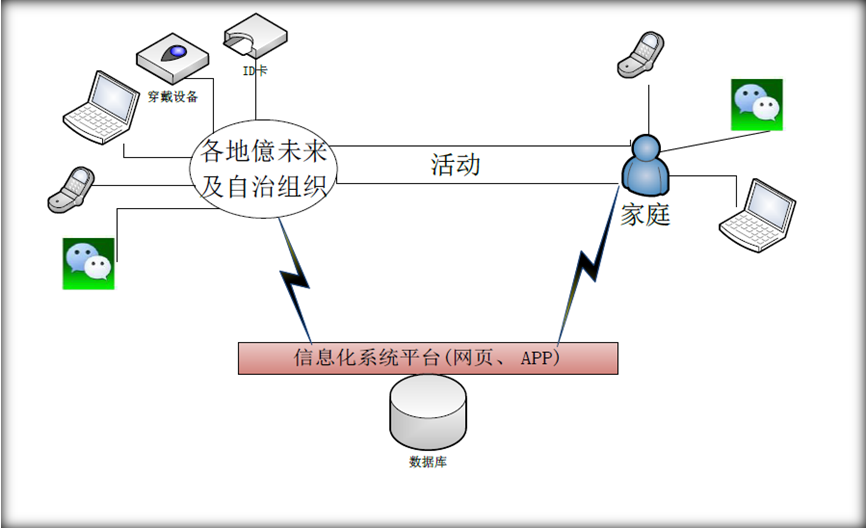 ID卡
穿戴设备
各地億未来
及自治组织
活动
家庭
信息化系统平台(网页、APP)
数据库